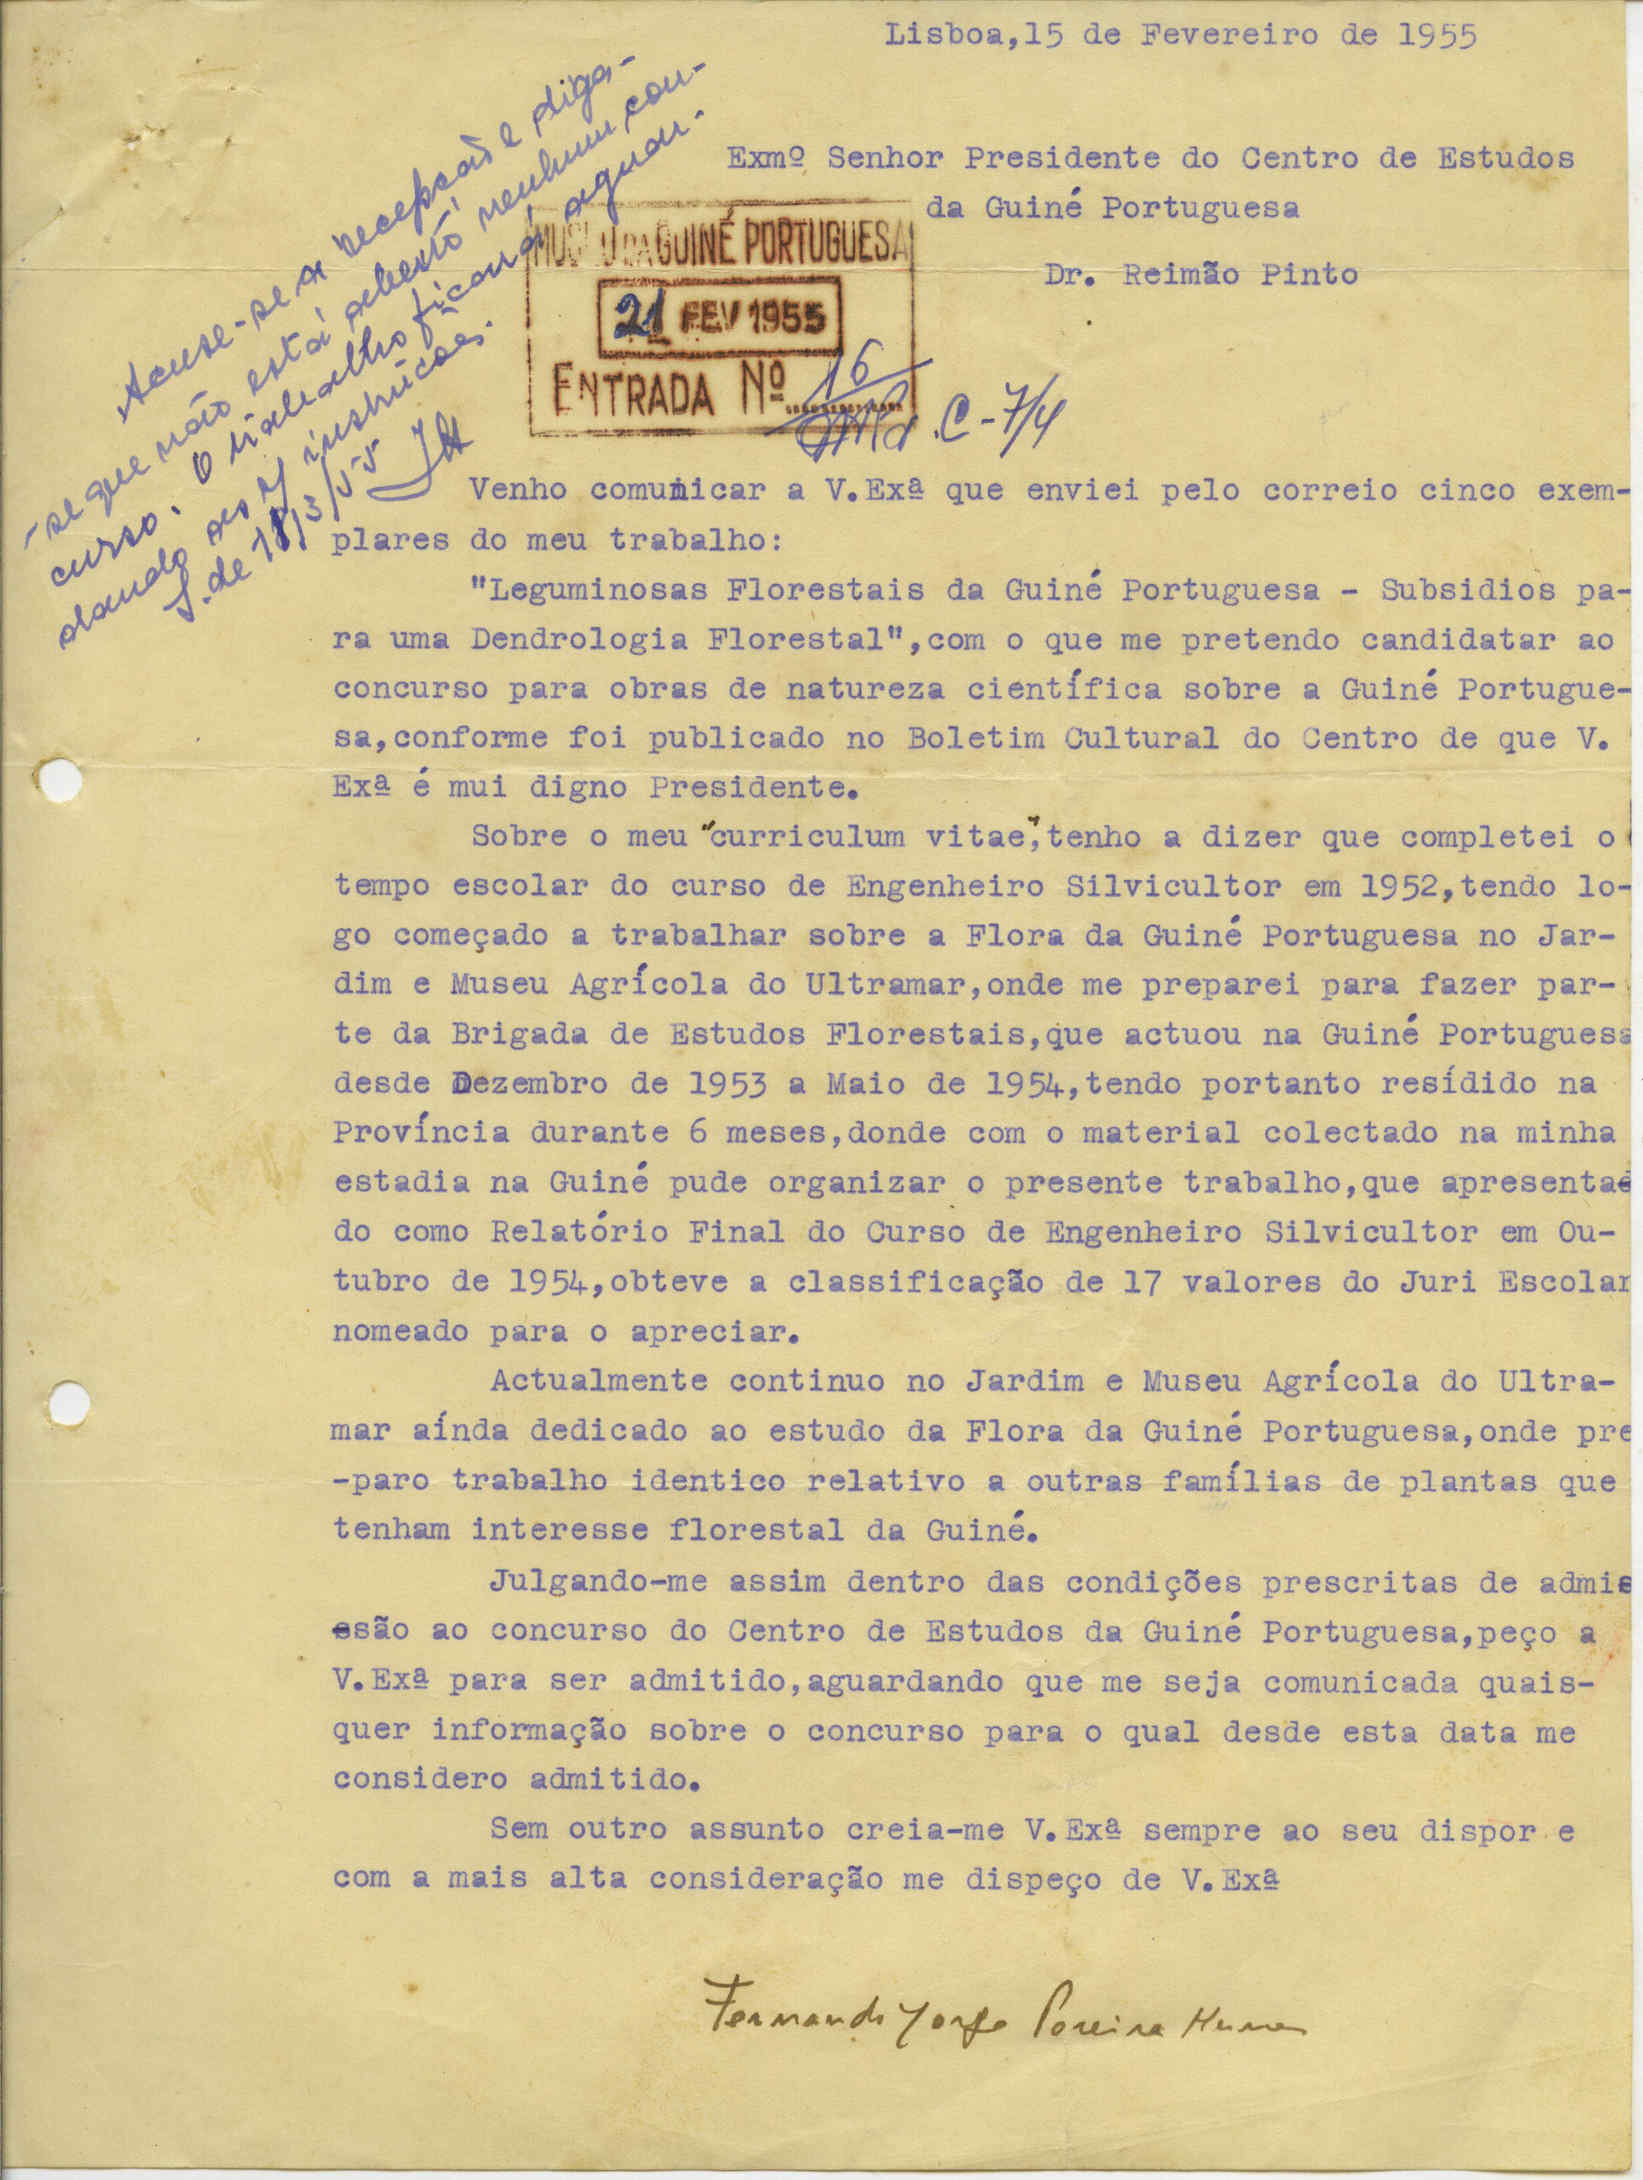 Lisboa,15 de Fevereiro de 1955
Acuse-se a recepção e diga-
-se que não está aberto nenhum con-
curso. O trabalho ficará aguar-
dando as instruções.
de 18/3/55
Exmº Senhor Presidente do Centro de Estudos
da Guiné Portuguesa
Dr. Reimão Pinto
MUSEU DA GUINÉ PORTUGUESA
21 FEV 1955
ENTRADA Nº 16
C-7/4
Venho comunicar a V.Exª que enviei pelo correio cinco exem-
plares do meu trabalho:
"Leguminosas Florestais da Guiné Portuguesa - Subsidios pa-
ra uma Dendrologia Florestal",com o que me pretendo candidatar ao
concurso para obras de natureza científica sobre a Guiné Portugue-
sa,conforme foi publicado no Boletim Cultural do Centro de que V.
Exª é mui digno Presidente.
Sobre o meu "curriculum vitae",tenho a dizer que completei o
tempo escolar do curso de Engenheiro Silvicultor em 1952,tendo lo-
go começado a trabalhar sobre a Flora da Guiné Portuguesa no Jar-
dim e Museu Agrícola do Ultramar,onde me preparei para fazer par-
te da Brigada de Estudos Florestais,que actuou na Guiné Portuguesa
desde Dezembro de 1953 a Maio de 1954,tendo portanto resídido na
Província durante 6 meses,donde com o material colectado na minha
estadia na Guiné pude organizar o presente trabalho,que apresenta
do como Relatório Final do Curso de Engenheiro Silvicultor em Ou-
tubro de 1954,obteve a classificação de 17 valores do Juri Escolar
nomeado para o apreciar.
Actualmente continuo no Jardim e Museu Agrícola do Ultra-
mar aínda dedicado ao estudo da Flora da Guiné Portuguesa,onde pre
-paro trabalho identico relativo a outras famílias de plantas que
tenham interesse florestal da Guiné.
Julgando-me assim dentro das condições prescritas de admis
são ao concurso do Centro de Estudos da Guiné Portuguesa,peço a
V.Exª para ser admitido,aguardando que me seja comunicada quais-
quer informação sobre o concurso para o qual desde esta data me
considero admitido.
Sem outro assunto creia-me V.Exª sempre ao seu dispor e
com a mais alta consideração me dispeço de V.Exª
Fernando Jorge Pereira Nunes